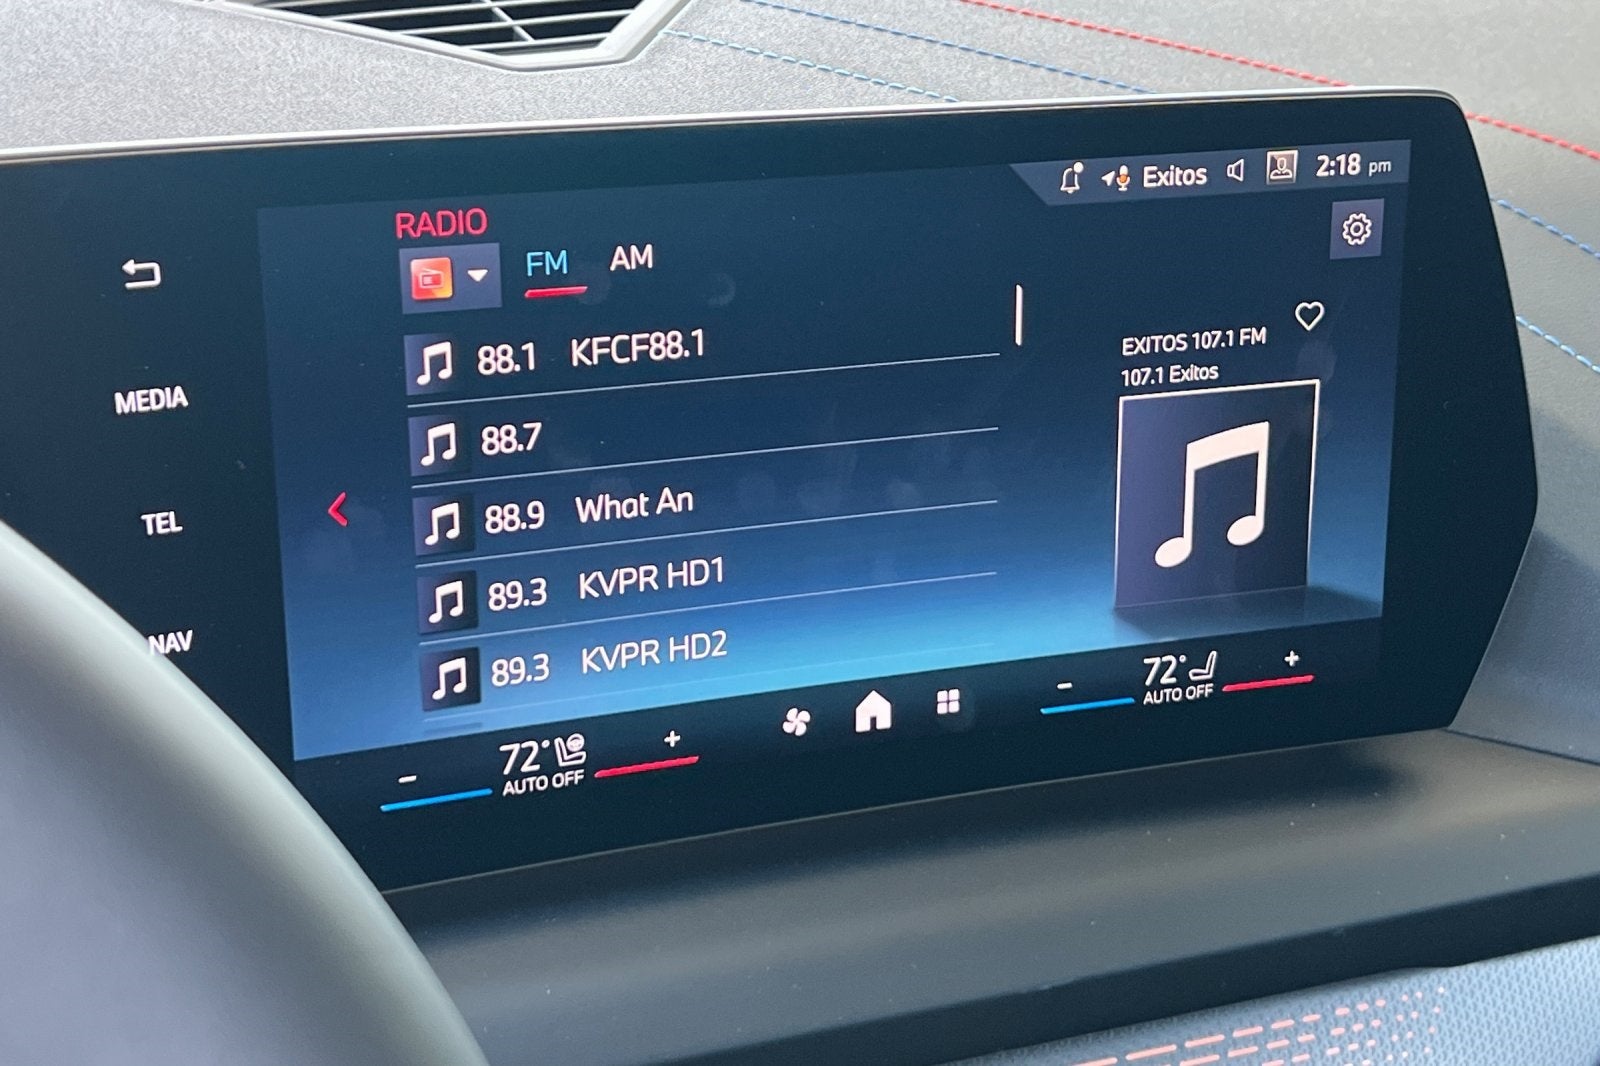 Exitos 2:18 pm
RADIO
FM AM
88.1 KFCF88.1
88.7
88.9 What An
89.3 KVPR HD1
89.3 KVPR HD2
EXITOS 107.1 FM
107.1 Exitos
MEDIA
TEL
NAV
- 72° +
AUTO OFF
- 72° +
AUTO OFF